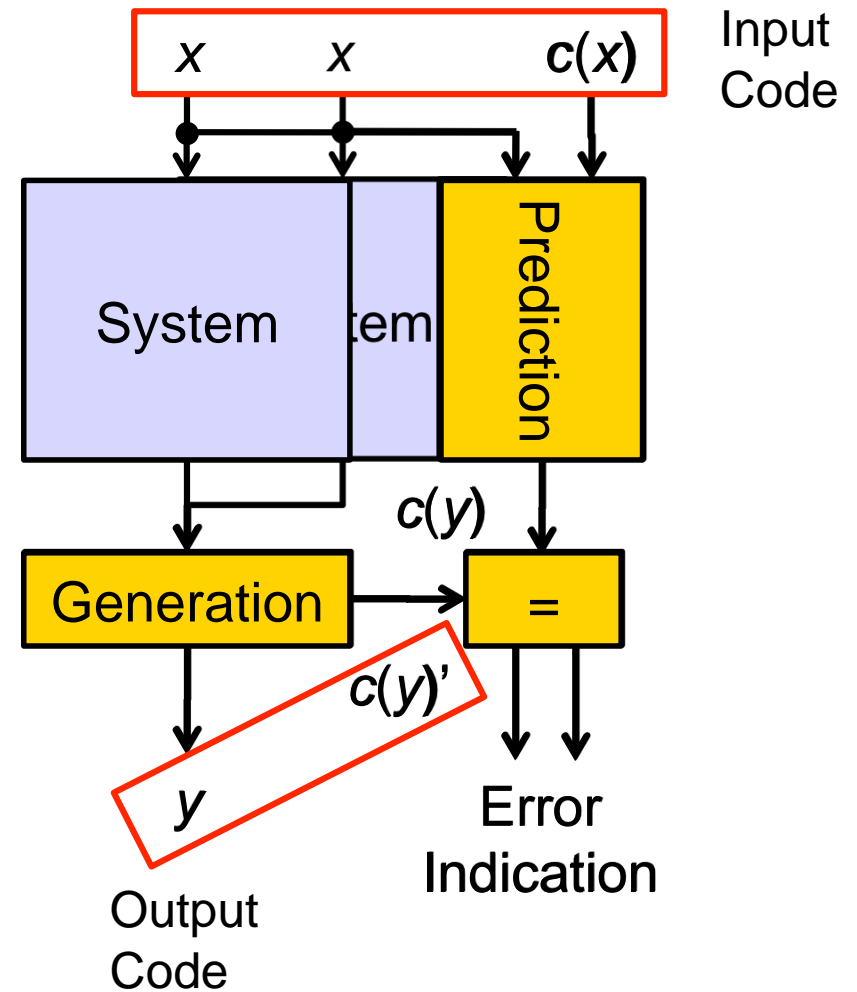 Input
Code
x x c(x)
System
tem
Prediction
c(y)
Generation
=
c(y)’
y
Error
Indication
Output
Code